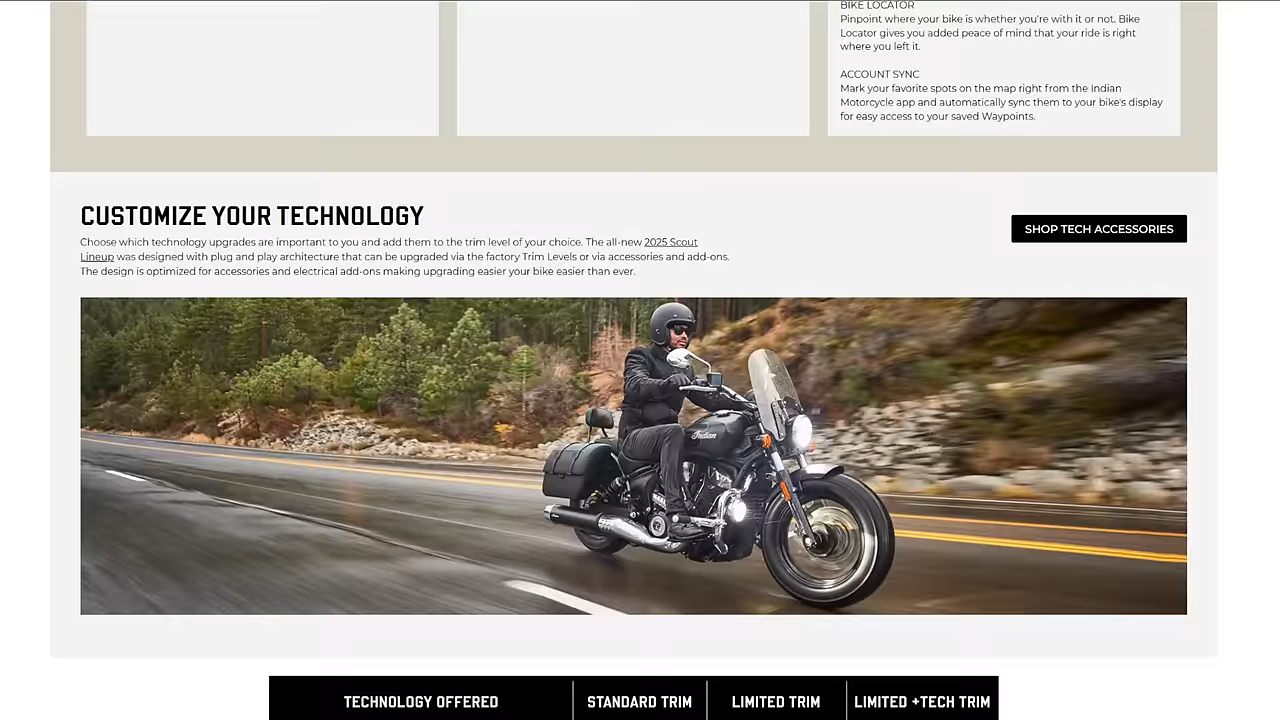 BIKE LOCATOR
Pinpoint where your bike is whether you're with it or not. Bike
Locator gives you added peace of mind that your ride is right
where you left it.
ACCOUNT SYNC
Mark your favorite spots on the map right from the Indian
Motorcycle app and automatically sync them to your bike's display
for easy access to your saved Waypoints.
CUSTOMIZE YOUR TECHNOLOGY
Choose which technology upgrades are important to you and add them to the trim level of your choice. The all-new 2025 Scout
Lineup was designed with plug and play architecture that can be upgraded via the factory Trim Levels or via accessories and add-ons.
The design is optimized for accessories and electrical add-ons making upgrading easier your bike easier than ever.
SHOP TECH ACCESSORIES
Indian
TECHNOLOGY OFFERED
STANDARD TRIM
LIMITED TRIM
LIMITED +TECH TRIM